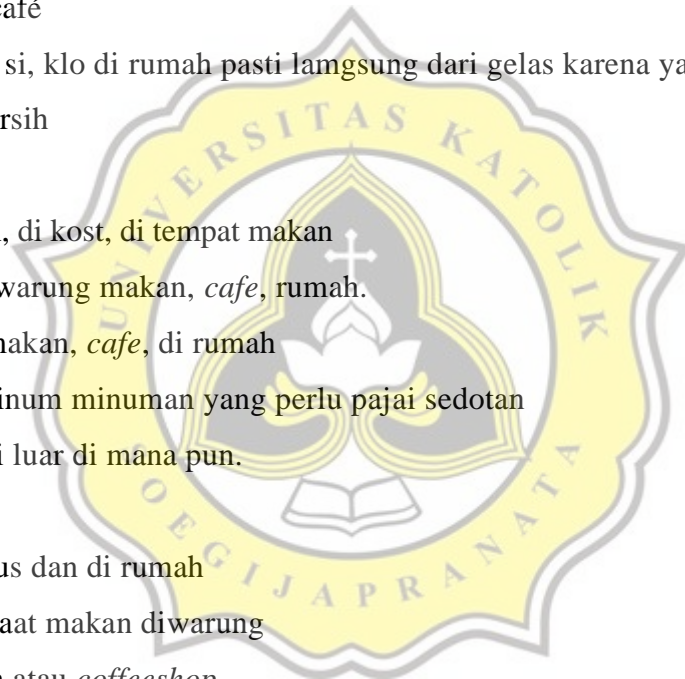 café
si, klo di rumah pasti lamgsung dari gelas karena ya
rsih
, di kost, di tempat makan
warung makan, cafe, rumah.
makan, cafe, di rumah
inum minuman yang perlu pajai sedotan
i luar di mana pun.
us dan di rumah
aat makan diwarung
atau coffeeshop
UNIVERSITAS KATOLIK
SOEGIJAPRANATA